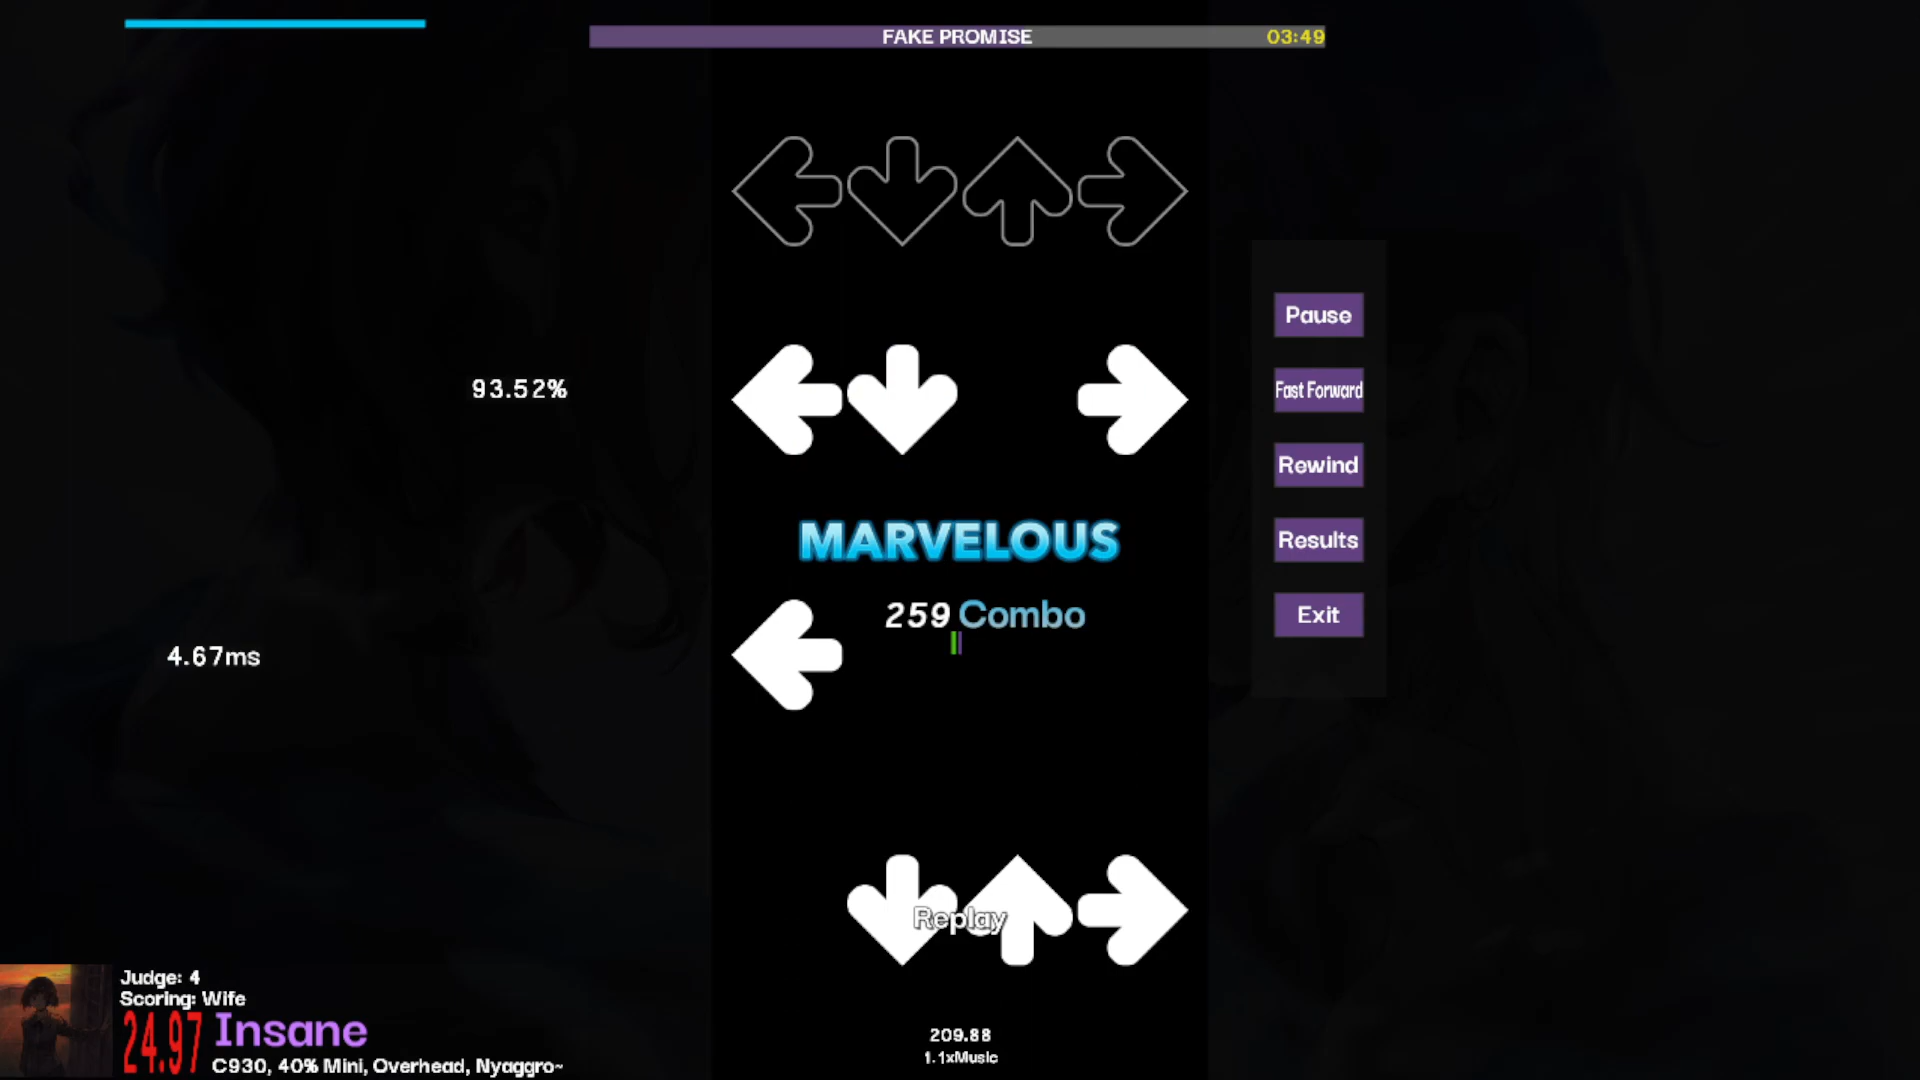 FAKE PROMISE
03:49
Pause
93.52%
Fast Forward
Rewind
MARVELOUS
Results
259 Combo
Exit
4.67ms
Replay
Judge: 4
Scoring: Wife
24.97 Insane
C930, 40% Mini, Overhead, Nyaggro~
209.88
1.1xMusic